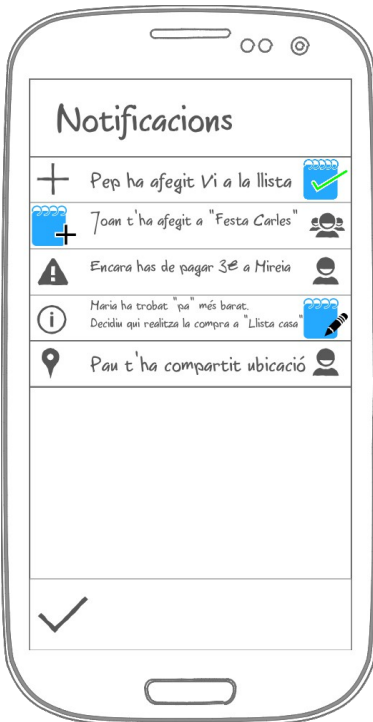 Notificacions
Pep ha afegit Vi a la llista
Joan t'ha afegit a "Festa Carles"
Encara has de pagar 3€ a Mireia
Maria ha trobat "pa" més barat.
Decidiu qui realitza la compra a "Llista casa"
Pau t'ha compartit ubicació